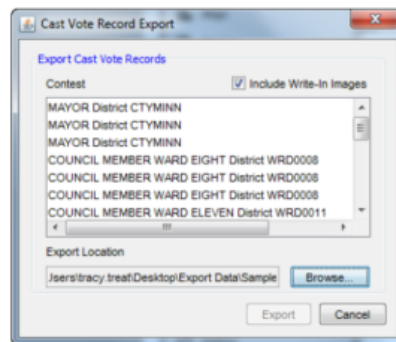 Cast Vote Record Export
Export Cast Vote Records
Contest
Include Write-In Images
MAYOR District CTYMINN
MAYOR District CTYMINN
MAYOR District CTYMINN
COUNCIL MEMBER WARD EIGHT District WRD0008
COUNCIL MEMBER WARD EIGHT District WRD0008
COUNCIL MEMBER WARD EIGHT District WRD0008
COUNCIL MEMBER WARD ELEVEN District WRD0011
Export Location
Jsers\tracy.treat\Desktop\Export Data\Sample
Browse...
Export
Cancel